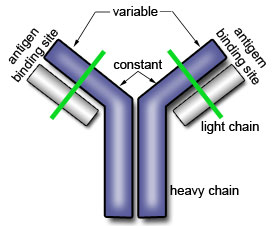 variable
antigen
binding site
antigen
binding site
constant
light chain
heavy chain